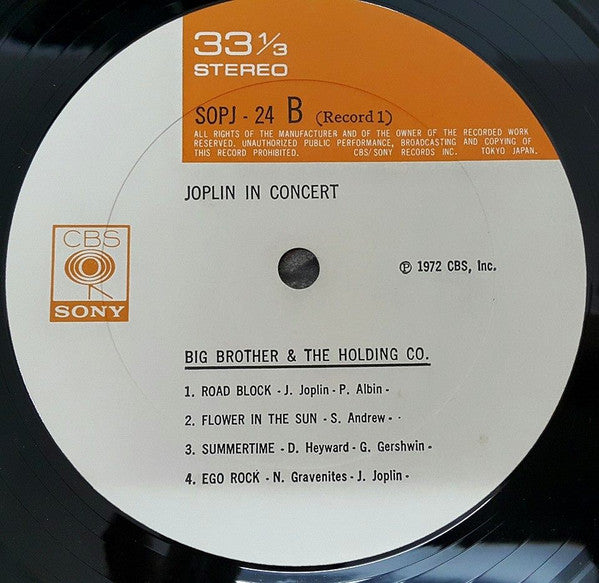 33 1/3
STEREO
SOPJ - 24 B (Record 1)
ALL RIGHTS OF THE MANUFACTURER AND OF THE OWNER OF THE RECORDED WORK
RESERVED. UNAUTHORIZED PUBLIC PERFORMANCE, BROADCASTING AND COPYING OF
THIS RECORD PROHIBITED. CBS/SONY RECORDS INC. TOKYO JAPAN.
JOPLIN IN CONCERT
CBS
SONY
℗ 1972 CBS, Inc.
BIG BROTHER & THE HOLDING CO.
1. ROAD BLOCK - J. Joplin - P. Albin -
2. FLOWER IN THE SUN - S. Andrew - -
3. SUMMERTIME - D. Heyward - G. Gershwin -
4. EGO ROCK - N. Gravenites - J. Joplin -